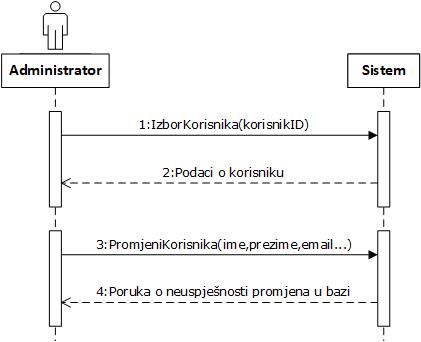 Administrator
Sistem
1:IzborKorisnika(korisnikID)
2:Podaci o korisniku
3:PromjeniKorisnika(ime,prezime,email...)
4:Poruka o neuspješnosti promjena u bazi